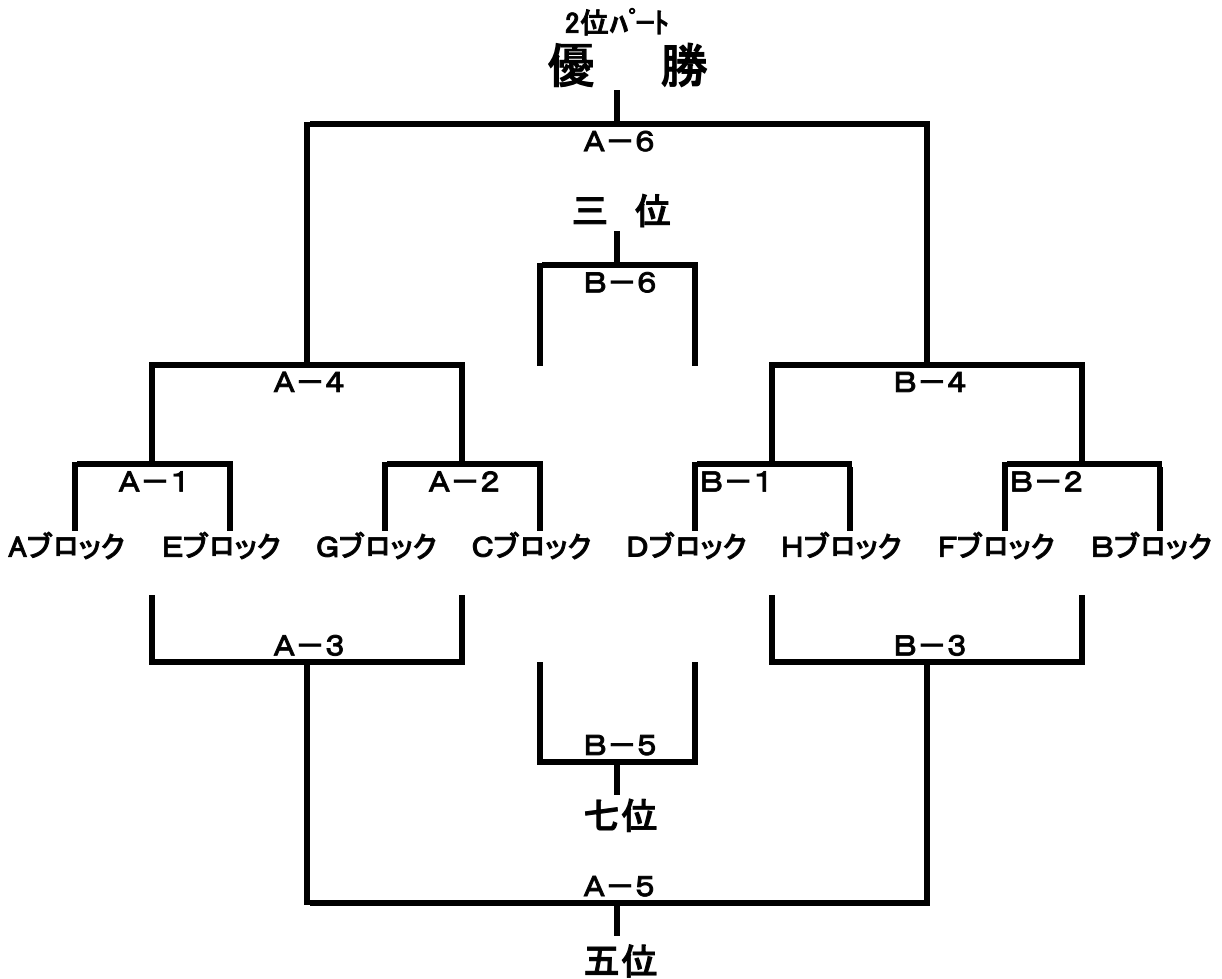 2位パート
優　勝
A－6
三　位
B－6
A－4
B－4
A－1
A－2
B－1
B－2
Aブロック
Eブロック
Gブロック
Cブロック
Dブロック
Hブロック
Fブロック
Bブロック
A－3
B－3
B－5
七位
A－5
五位